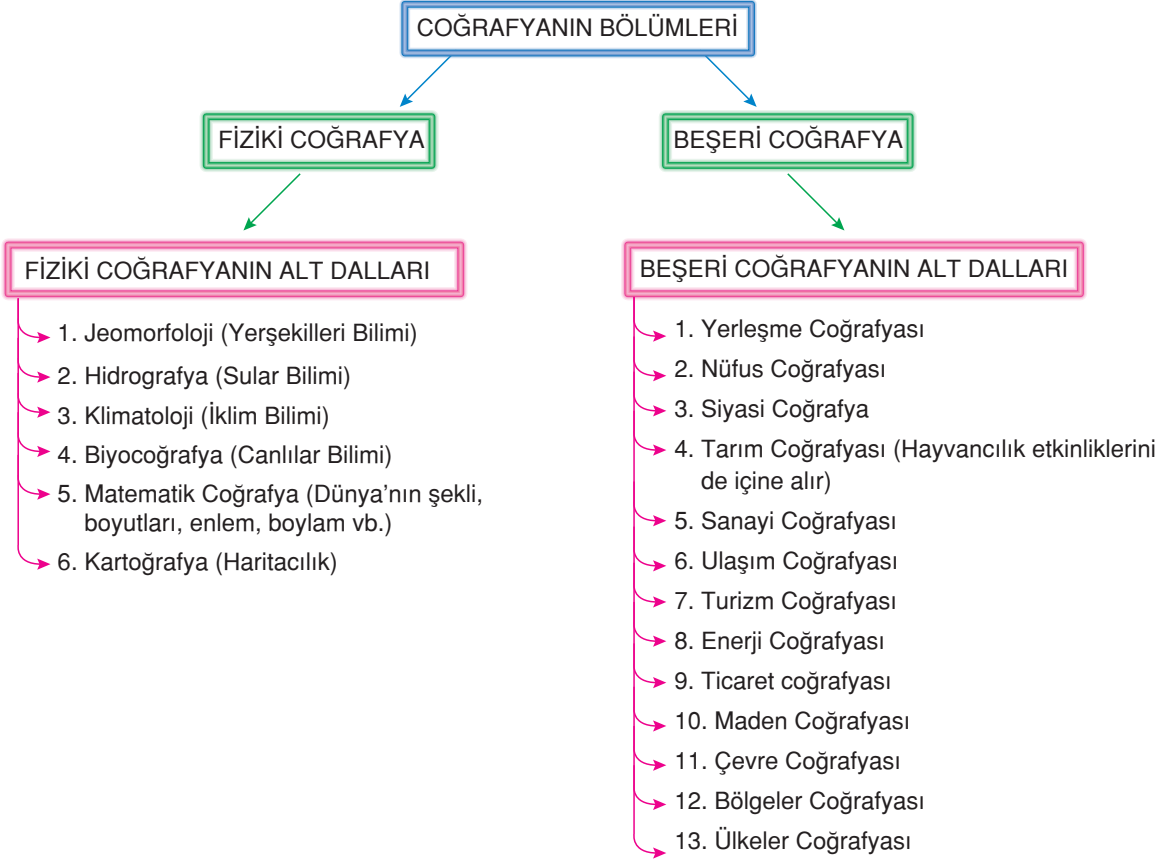 COĞRAFYANIN BÖLÜMLERİ
FİZİKİ COĞRAFYA
BEŞERİ COĞRAFYA
FİZİKİ COĞRAFYANIN ALT DALLARI
1. Jeomorfoloji (Yerşekilleri Bilimi)
2. Hidrografya (Sular Bilimi)
3. Klimatoloji (İklim Bilimi)
4. Biyocoğrafya (Canlılar Bilimi)
5. Matematik Coğrafya (Dünya’nın şekli,
boyutları, enlem, boylam vb.)
6. Kartoğrafya (Haritacılık)
BEŞERİ COĞRAFYANIN ALT DALLARI
1. Yerleşme Coğrafyası
2. Nüfus Coğrafyası
3. Siyasi Coğrafya
4. Tarım Coğrafyası (Hayvancılık etkinliklerini
de içine alır)
5. Sanayi Coğrafyası
6. Ulaşım Coğrafyası
7. Turizm Coğrafyası
8. Enerji Coğrafyası
9. Ticaret coğrafyası
10. Maden Coğrafyası
11. Çevre Coğrafyası
12. Bölgeler Coğrafyası
13. Ülkeler Coğrafyası